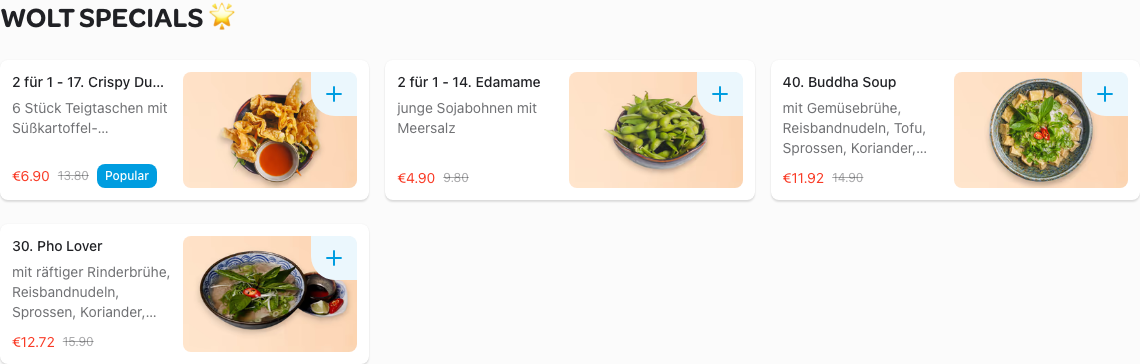 WOLT SPECIALS 🌟
2 für 1 - 17. Crispy Du...
6 Stück Teigtaschen mit
Süßkartoffel-...
€6.90 13.80 Popular
2 für 1 - 14. Edamame
junge Sojabohnen mit
Meersalz
€4.90 9.80
40. Buddha Soup
mit Gemüsebrühe,
Reisbandnudeln, Tofu,
Sprossen, Koriander,...
€11.92 14.90
30. Pho Lover
mit räftiger Rinderbrühe,
Reisbandnudeln,
Sprossen, Koriander,...
€12.72 15.90